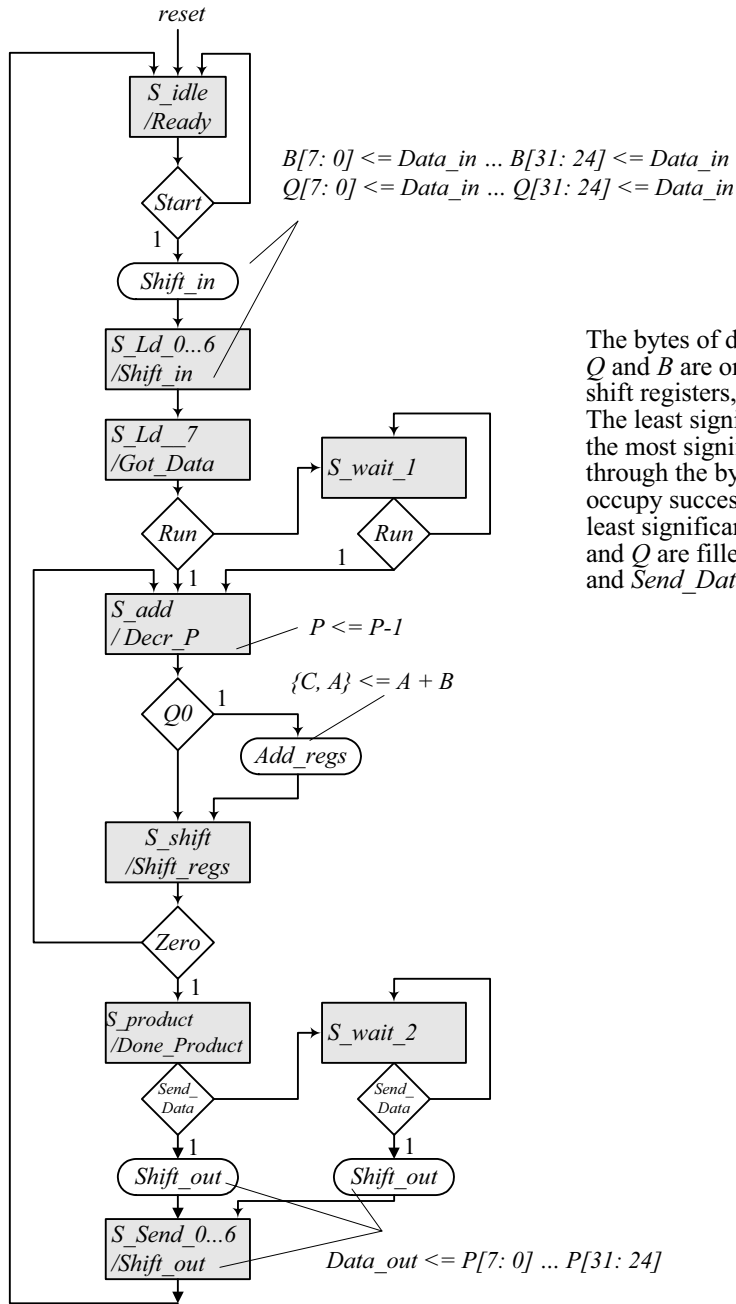 reset
S_idle
/Ready
B[7: 0] <= Data_in ... B[31: 24] <= Data_in
Q[7: 0] <= Data_in ... Q[31: 24] <= Data_in
Start
1
Shift_in
S_Ld_0...6
/Shift_in
The bytes of d
Q and B are or
shift registers,
The least signi
the most signif
through the by
occupy succes
least significar
and Q are fille
and Send_Dat
S_Ld__7
/Got_Data
S_wait_1
Run
Run
1
1
S_add
/ Decr_P
P <= P-1
{C, A} <= A + B
Q0
1
Add_regs
S_shift
/Shift_regs
Zero
1
S_product
/Done_Product
S_wait_2
Send_
Data
Send_
Data
1
1
Shift_out
Shift_out
S_Send_0...6
/Shift_out
Data_out <= P[7: 0] ... P[31: 24]